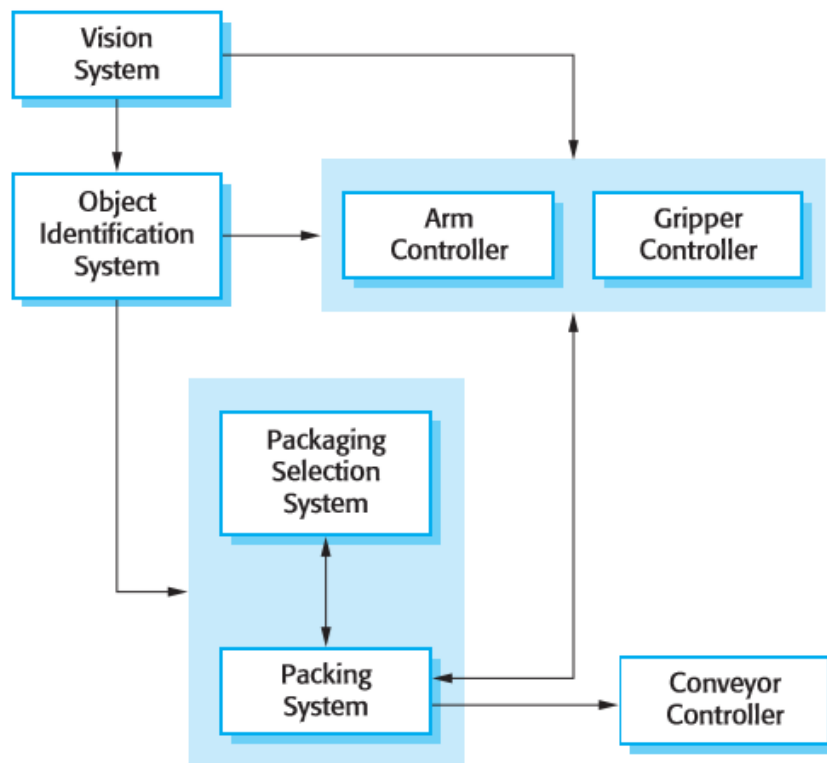 Vision
System
Object
Identification
System
Arm
Controller
Gripper
Controller
Packaging
Selection
System
Packing
System
Conveyor
Controller